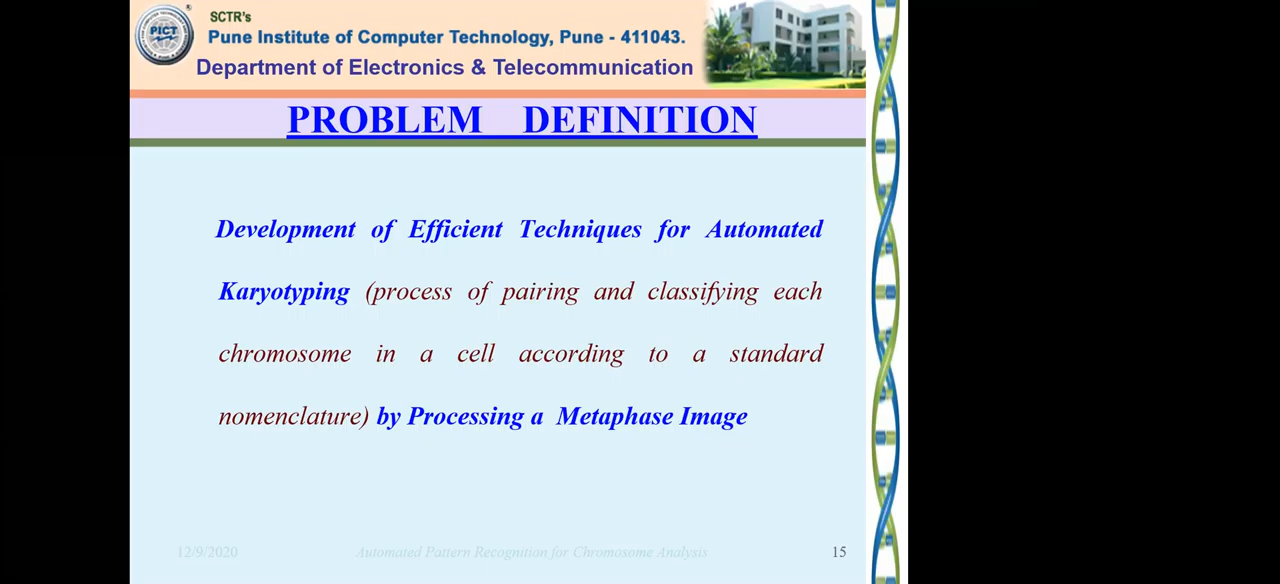 SCTR's
PICT
Pune Institute of Computer Technology, Pune - 411043.
Department of Electronics & Telecommunication
PROBLEM DEFINITION
Development of Efficient Techniques for Automated
Karyotyping (process of pairing and classifying each
chromosome in a cell according to a standard
nomenclature) by Processing a Metaphase Image
12/9/2020 Automated Pattern Recognition for Chromosome Analysis 15